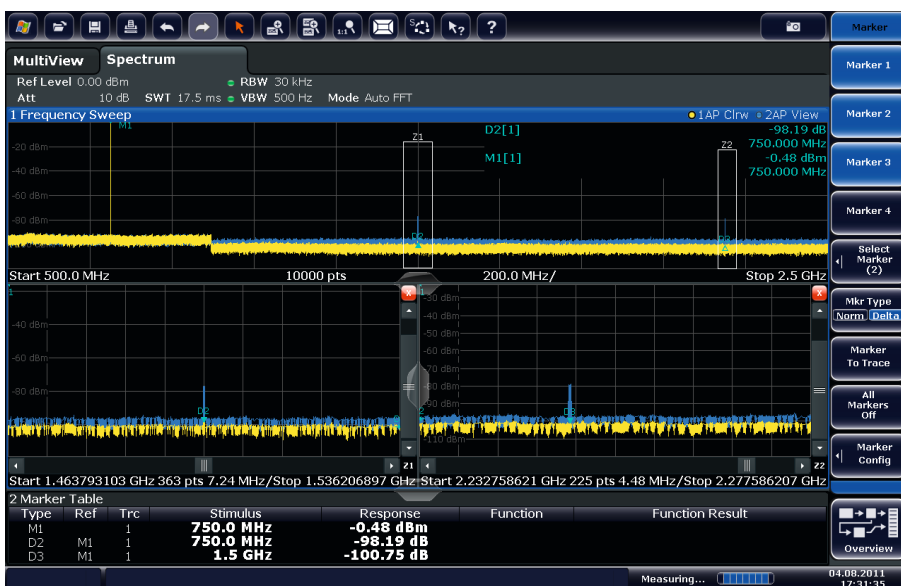 1:1
S
?
?
Marker
MultiView Spectrum
Ref Level 0.00 dBm RBW 30 kHz
Att 10 dB SWT 17.5 ms VBW 500 Hz Mode Auto FFT
1 Frequency Sweep 1AP Clrw 2AP View
M1
D2[1] -98.19 dB
750.000 MHz
M1[1] -0.48 dBm
750.000 MHz
Z1
Z2
-20 dBm
-40 dBm
-60 dBm
-80 dBm
D2
D3
Start 500.0 MHz 10000 pts 200.0 MHz/ Stop 2.5 GHz
1
-40 dBm
-60 dBm
-80 dBm
D2
Z1
Start 1.463793103 GHz 363 pts 7.24 MHz/Stop 1.536206897 GHz
1
-30 dBm
-40 dBm
-50 dBm
-60 dBm
-70 dBm
-80 dBm
-90 dBm
-110 dBm
2
D3
Z2
Start 2.232758621 GHz 225 pts 4.48 MHz/Stop 2.277586207 GHz
2 Marker Table
Type Ref Trc Stimulus Response Function Function Result
M1 1 750.0 MHz -0.48 dBm
D2 M1 1 750.0 MHz -98.19 dB
D3 M1 1 1.5 GHz -100.75 dB
Measuring...
04.08.2011
17:31:35
Marker 1
Marker 2
Marker 3
Marker 4
Select
Marker
(2)
Mkr Type
Norm Delta
Marker
To Trace
All
Markers
Off
Marker
Config
Overview